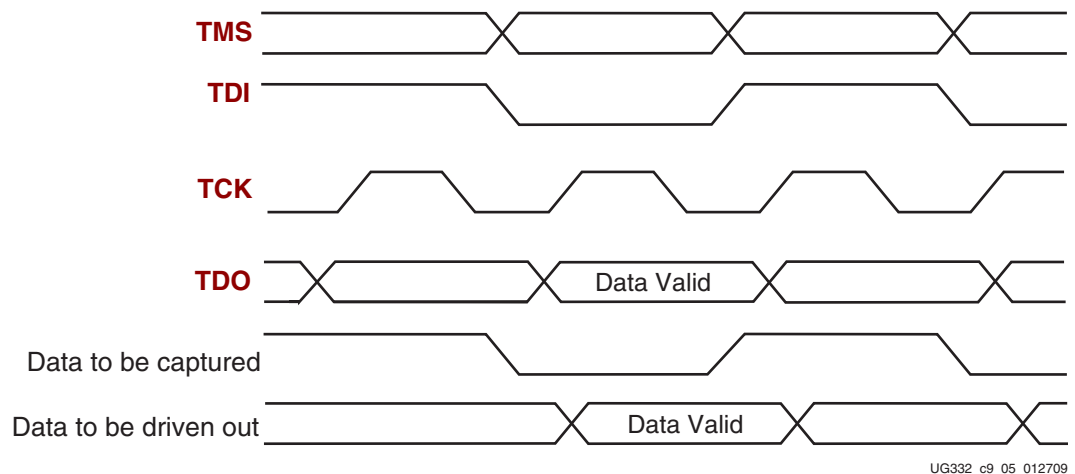 TMS
TDI
TCK
TDO
Data Valid
Data to be captured
Data to be driven out
Data Valid
UG332_c9_05_012709